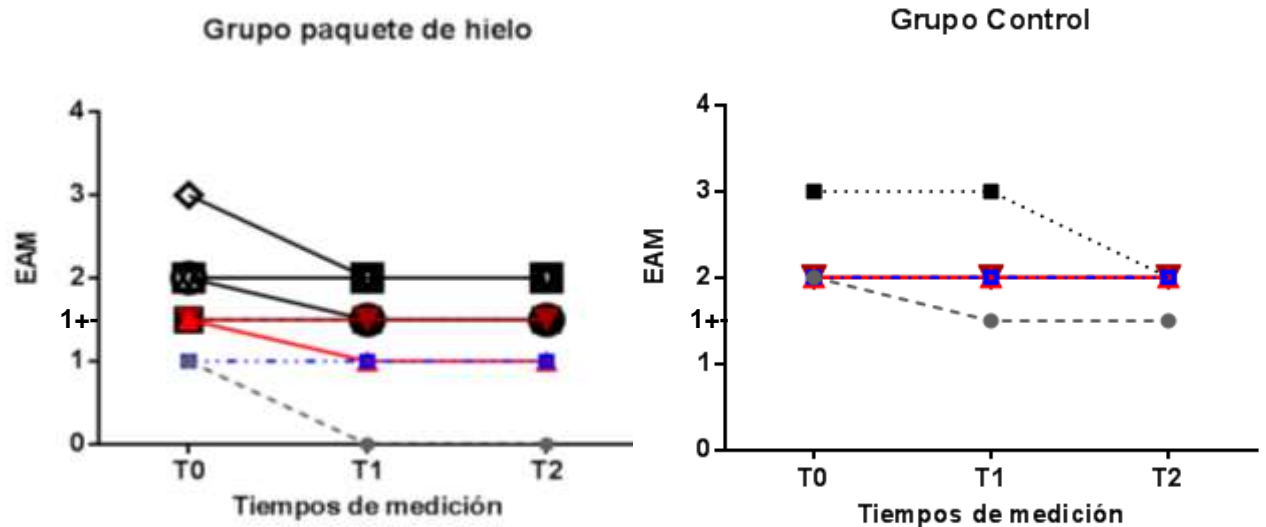 Grupo paquete de hielo
4
3
2
1+
1
0
EAM
T0 T1 T2
Tiempos de medición
Grupo Control
4
3
2
1+
1
0
EAM
T0 T1 T2
Tiempos de medición